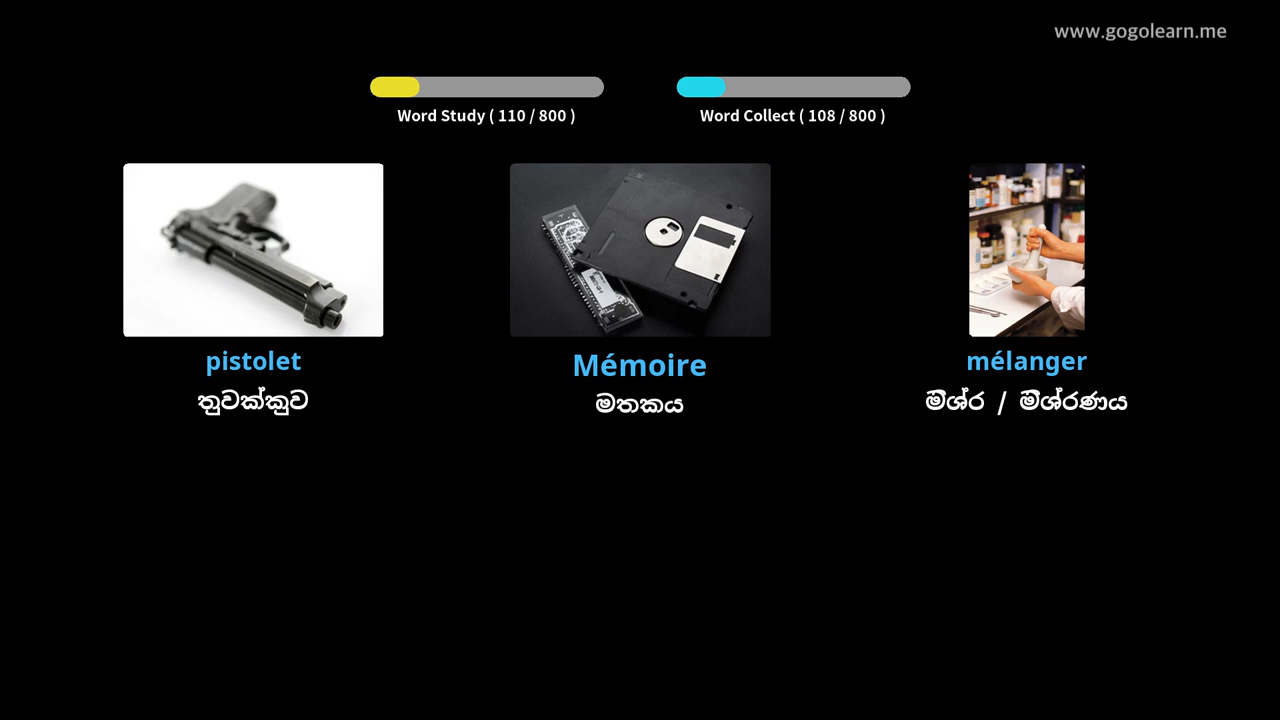 www.gogolearn.me
Word Study ( 110 / 800 )
Word Collect ( 108 / 800 )
pistolet
Mémoire
mélanger
තුවක්කුව
මතකය
මිශ්ර / මිශ්රණය